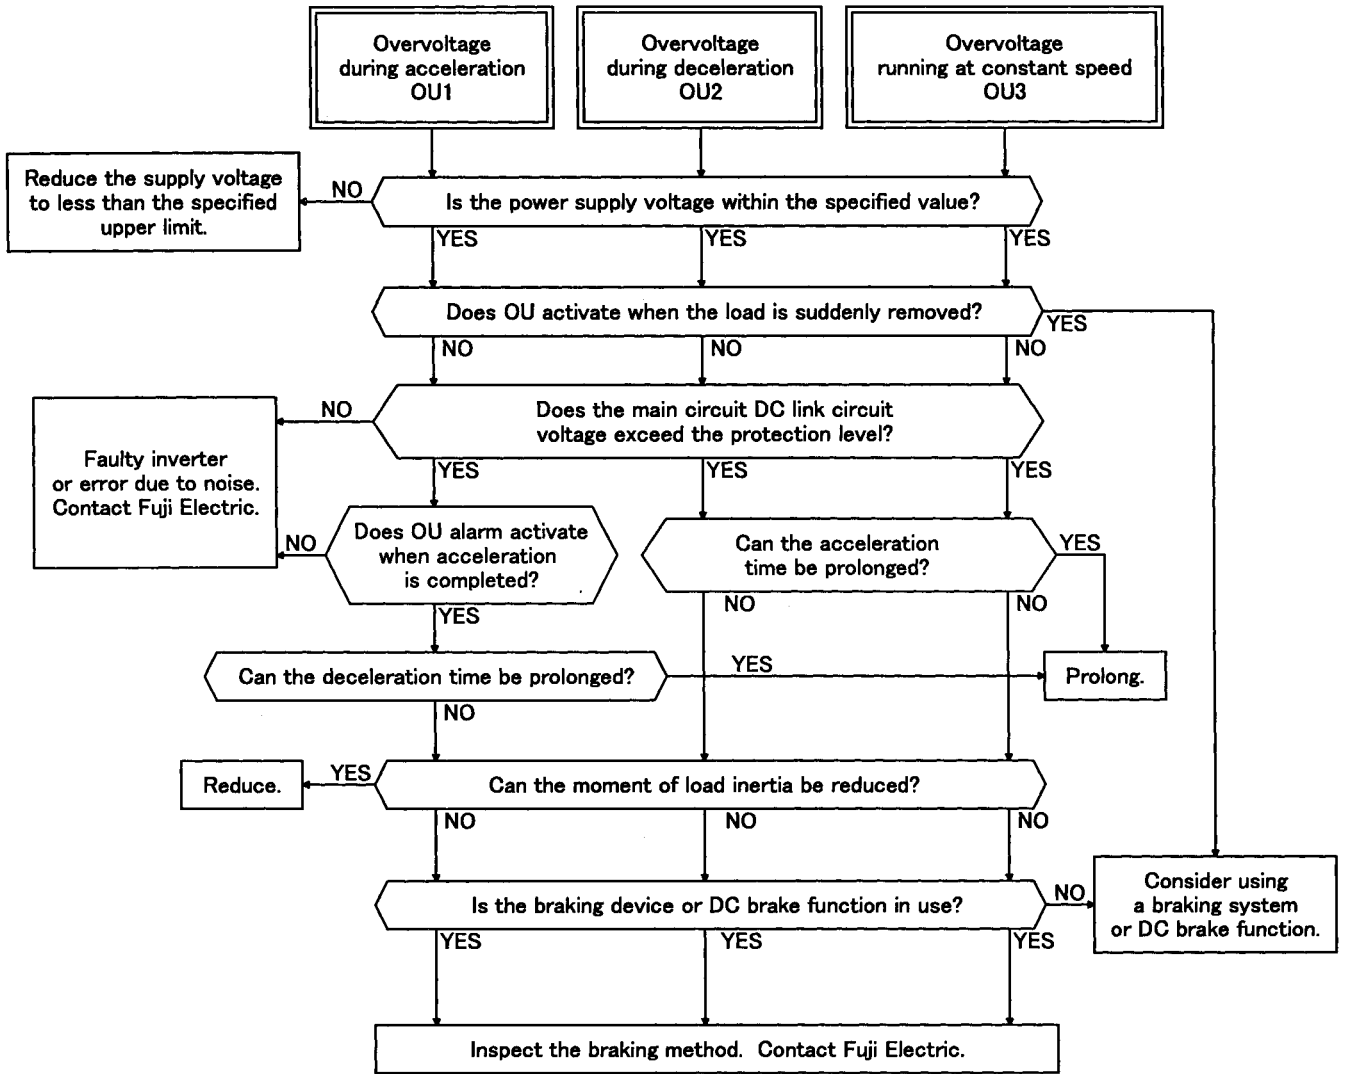 Overvoltage
during acceleration
OU1
Overvoltage
during deceleration
OU2
Overvoltage
running at constant speed
OU3
Reduce the supply voltage
to less than the specified
upper limit.
NO
Is the power supply voltage within the specified value?
YES
YES
YES
Does OU activate when the load is suddenly removed?
YES
NO
NO
NO
NO
Does the main circuit DC link circuit
voltage exceed the protection level?
Faulty inverter
or error due to noise.
Contact Fuji Electric.
YES
YES
YES
NO
Does OU alarm activate
when acceleration
is completed?
Can the acceleration
time be prolonged?
YES
YES
NO
NO
Can the deceleration time be prolonged?
YES
Prolong.
NO
Reduce.
YES
Can the moment of load inertia be reduced?
NO
NO
NO
Is the braking device or DC brake function in use?
NO
Consider using
a braking system
or DC brake function.
YES
YES
YES
Inspect the braking method. Contact Fuji Electric.